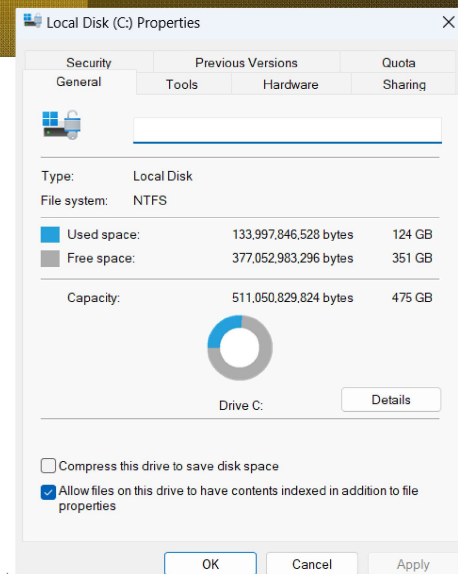 Local Disk (C:) Properties
Security Previous Versions Quota
General Tools Hardware Sharing
Type: Local Disk
File system: NTFS
Used space: 133,997,846,528 bytes 124 GB
Free space: 377,052,983,296 bytes 351 GB
Capacity: 511,050,829,824 bytes 475 GB
Drive C:
Details
Compress this drive to save disk space
Allow files on this drive to have contents indexed in addition to file
properties
OK Cancel Apply